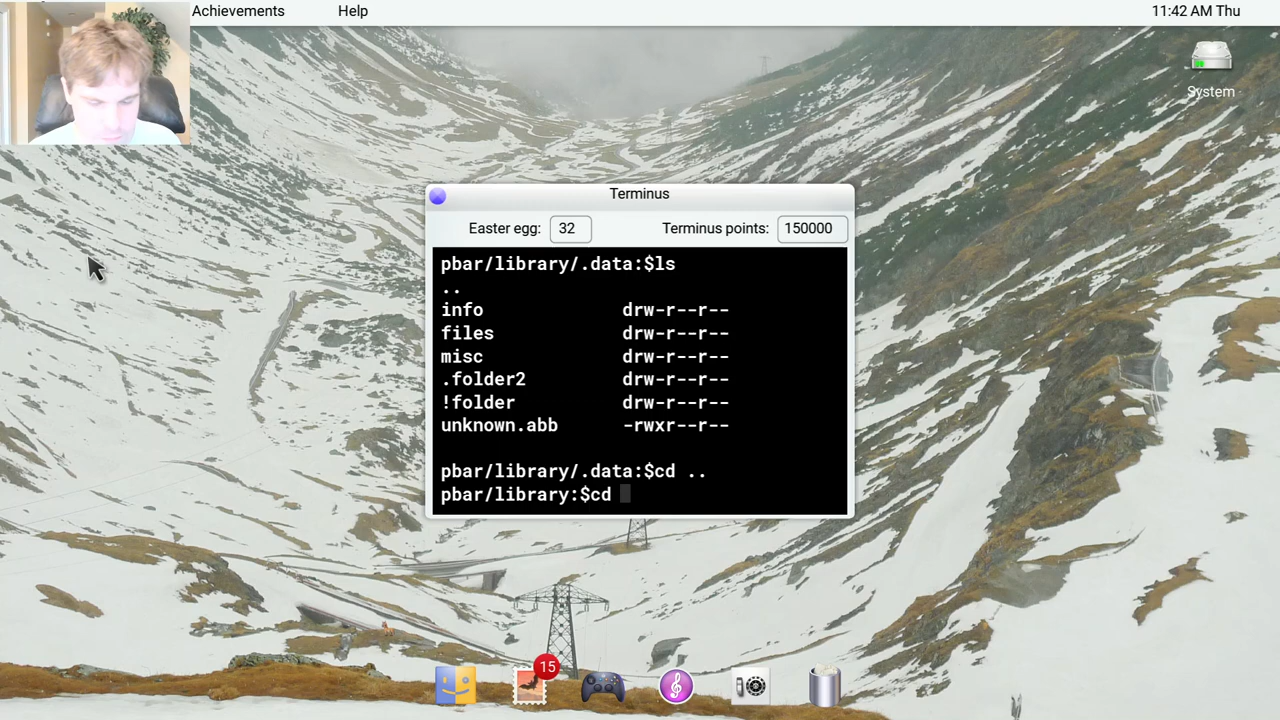 Achievements Help 11:42 AM Thu
System
Terminus
Easter egg: 32 Terminus points: 150000
pbar/library/.data:$ls
..
info drw-r--r--
files drw-r--r--
misc drw-r--r--
.folder2 drw-r--r--
!folder drw-r--r--
unknown.abb -rwxr--r--
pbar/library/.data:$cd ..
pbar/library:$cd
15